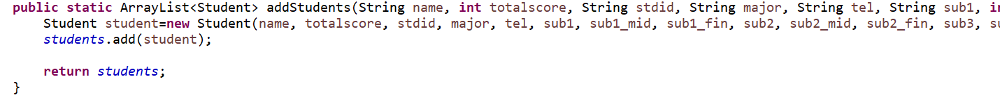 public static ArrayList<Student> addStudents(String name, int totalscore, String stdid, String major, String tel, String sub1,
Student student=new Student(name, totalscore, stdid, major, tel, sub1, sub1_mid, sub1_fin, sub2, sub2_mid, sub2_fin, sub3,
students.add(student);
return students;
}